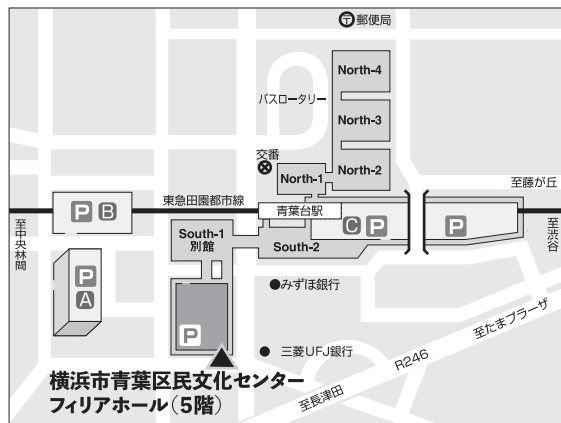 〒郵便局
North-4
バスロータリー
North-3
交番
North-1
North-2
至藤が丘
東急田園都市線
青葉台駅
P B
C P
P
至中央林間
South-1
別館
South-2
至渋谷
P
A
みずほ銀行
P
三菱UFJ銀行
至たまプラーザ
R246
至長津田
横浜市青葉区民文化センター
フィリアホール(5階)